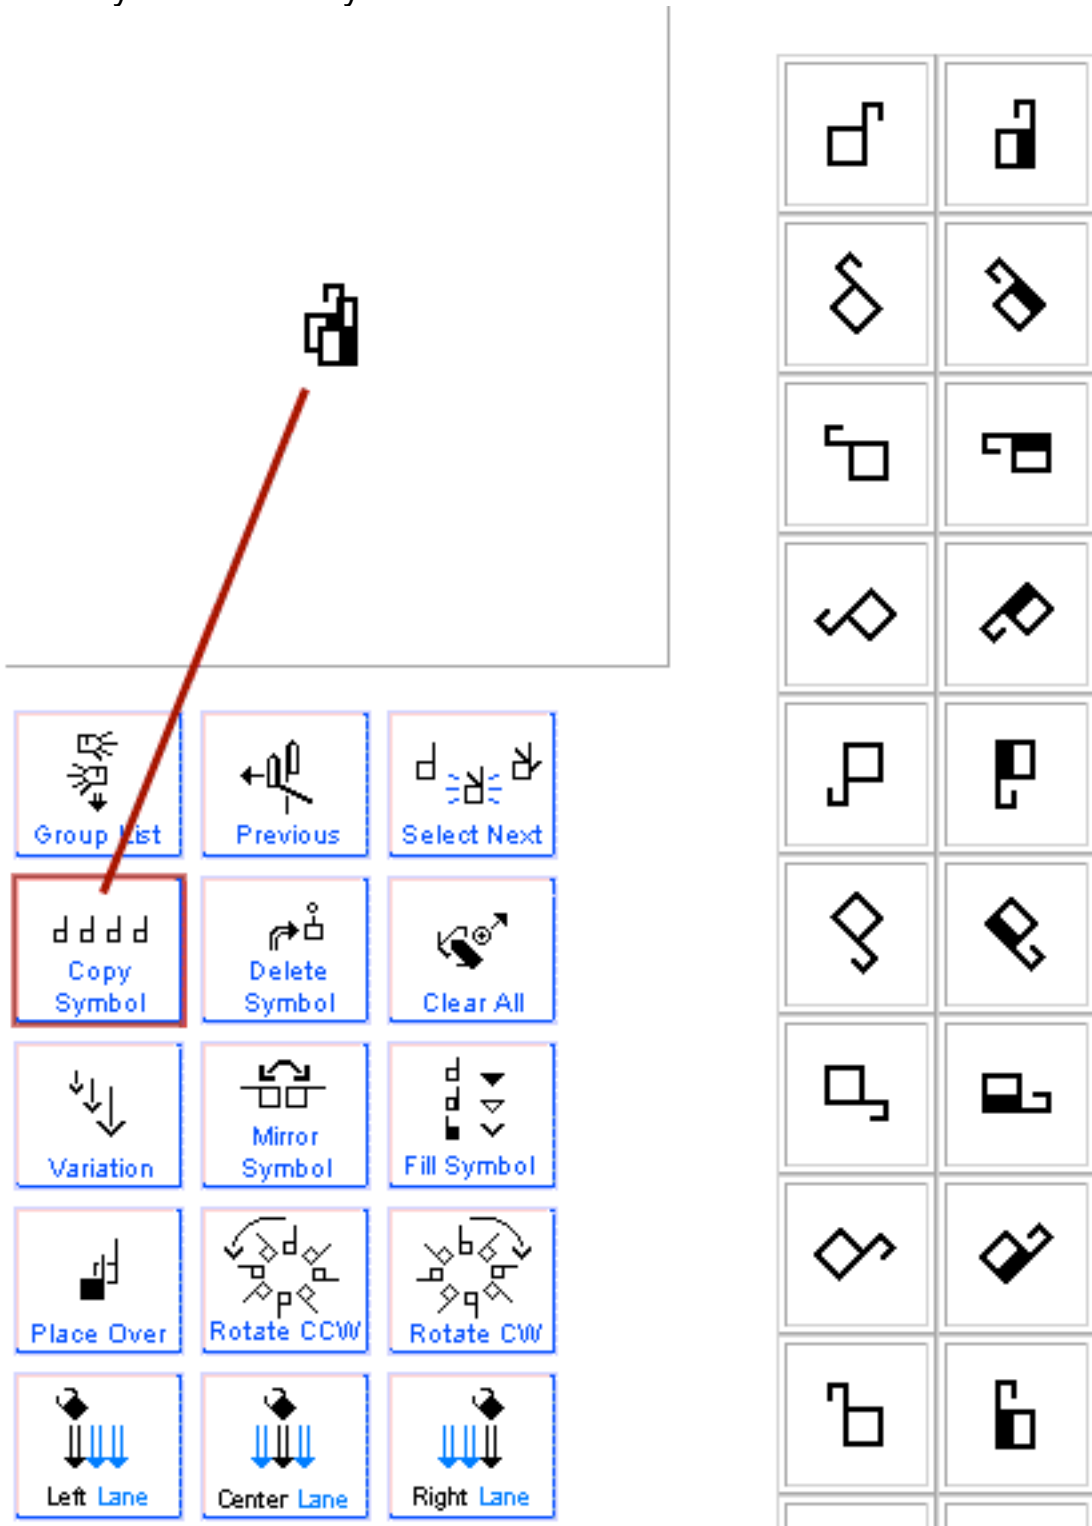 Group List
Previous
Select Next
Copy
Symbol
Delete
Symbol
Clear All
Variation
Mirror
Symbol
Fill Symbol
Place Over
Rotate CCW
Rotate CW
Left Lane
Center Lane
Right Lane